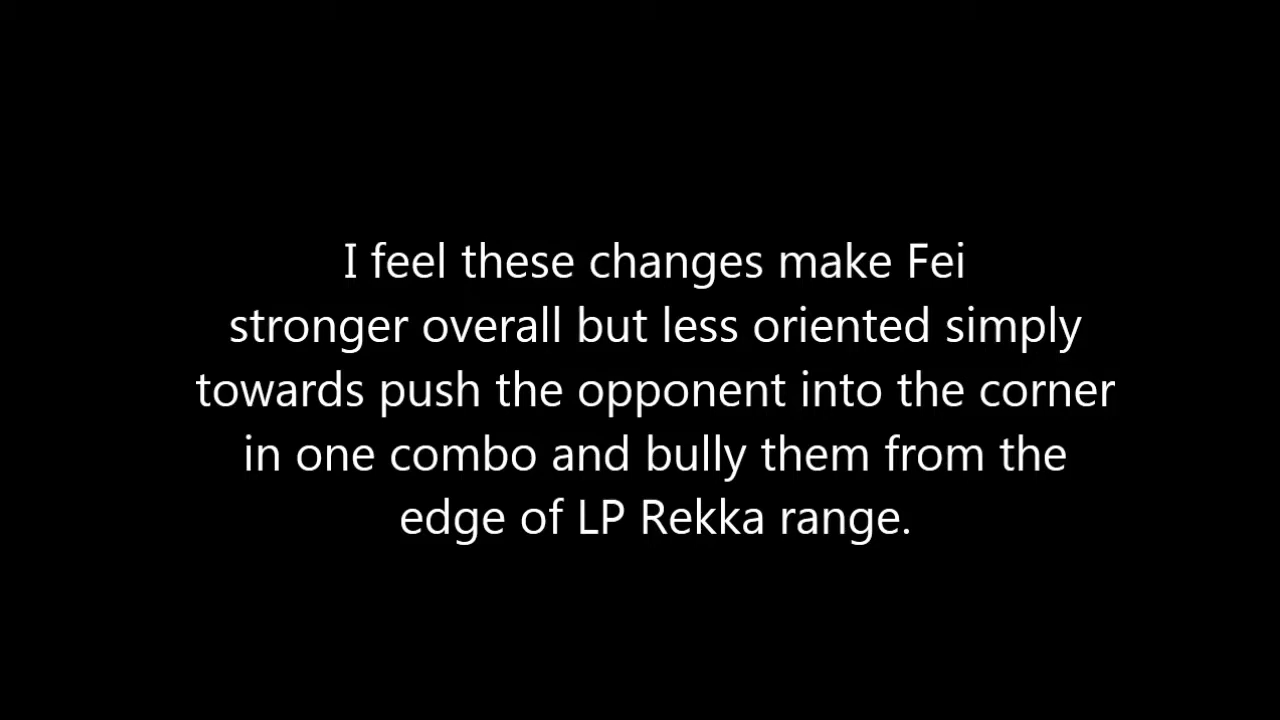 I feel these changes make Fei
stronger overall but less oriented simply
towards push the opponent into the corner
in one combo and bully them from the
edge of LP Rekka range.